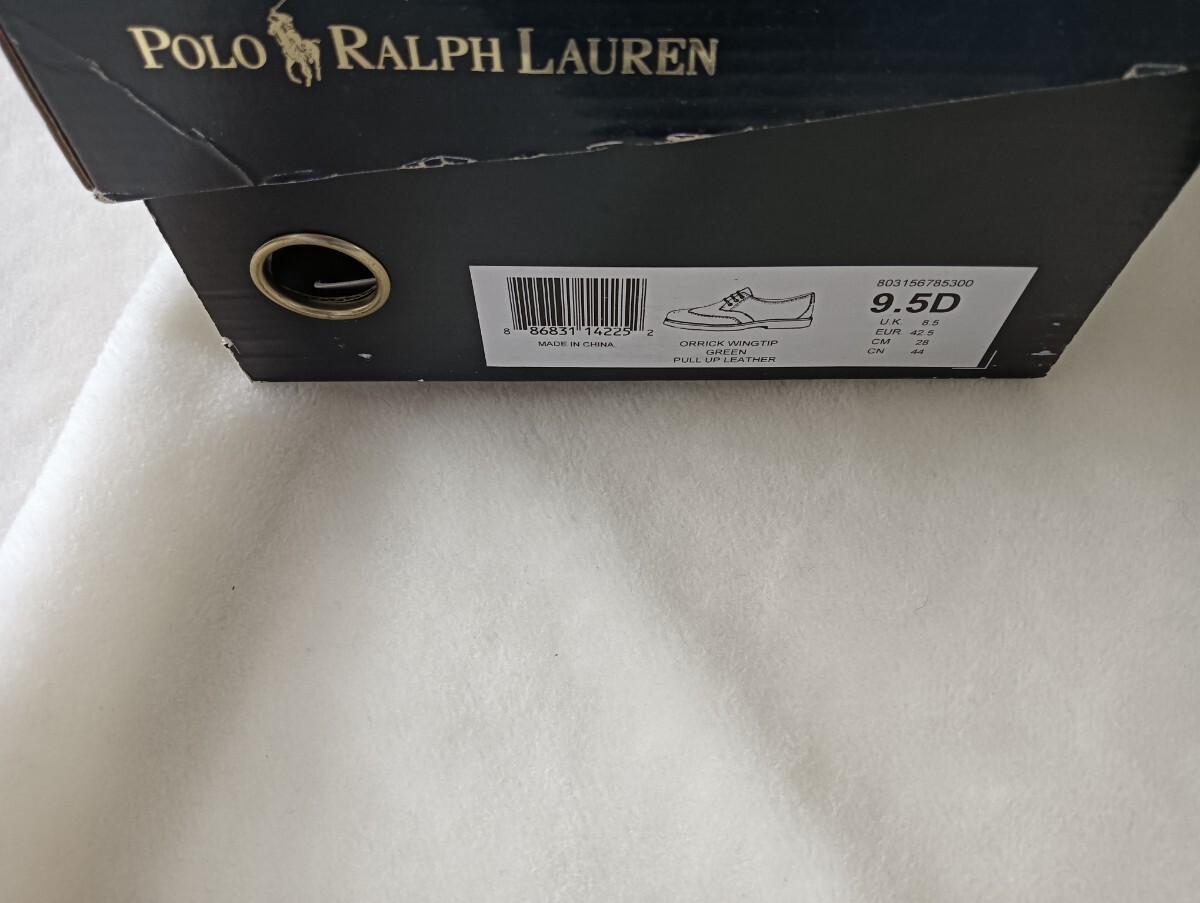 POLO RALPH LAUREN
803156785300
9.5D
U.K. 8.5
EUR. 42.5
CM 28
CN 44
8 86831 14225 2
MADE IN CHINA.
ORRICK WINGTIP
GREEN
PULL UP LEATHER